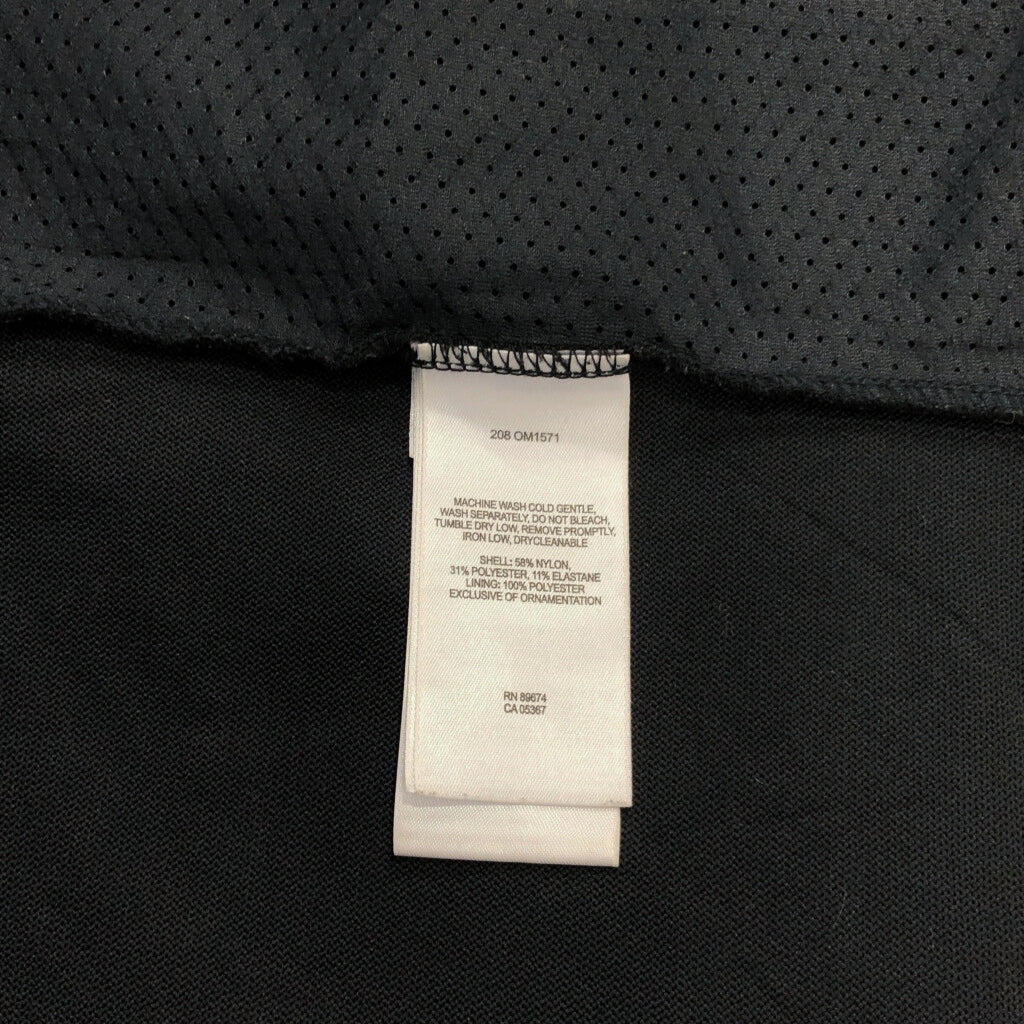 208 OM1571
MACHINE WASH COLD GENTLE,
WASH SEPARATELY, DO NOT BLEACH,
TUMBLE DRY LOW, REMOVE PROMPTLY,
IRON LOW, DRYCLEANABLE
SHELL: 58% NYLON,
31% POLYESTER, 11% ELASTANE
LINING: 100% POLYESTER
EXCLUSIVE OF ORNAMENTATION
RN 89674
CA 05367